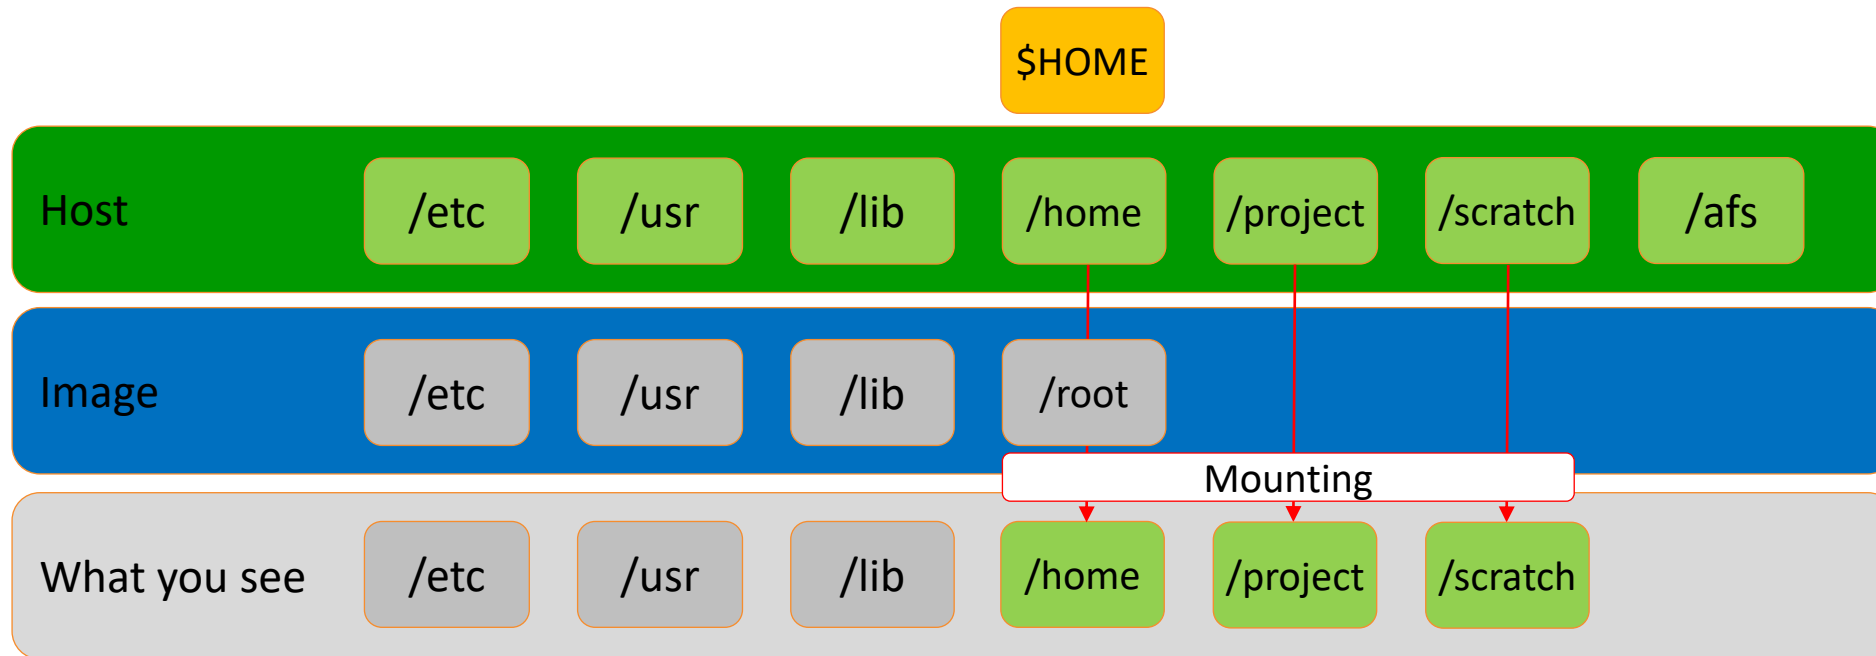 $HOME
Host /etc /usr /lib /home /project /scratch /afs
Image /etc /usr /lib /root
Mounting
What you see /etc /usr /lib /home /project /scratch